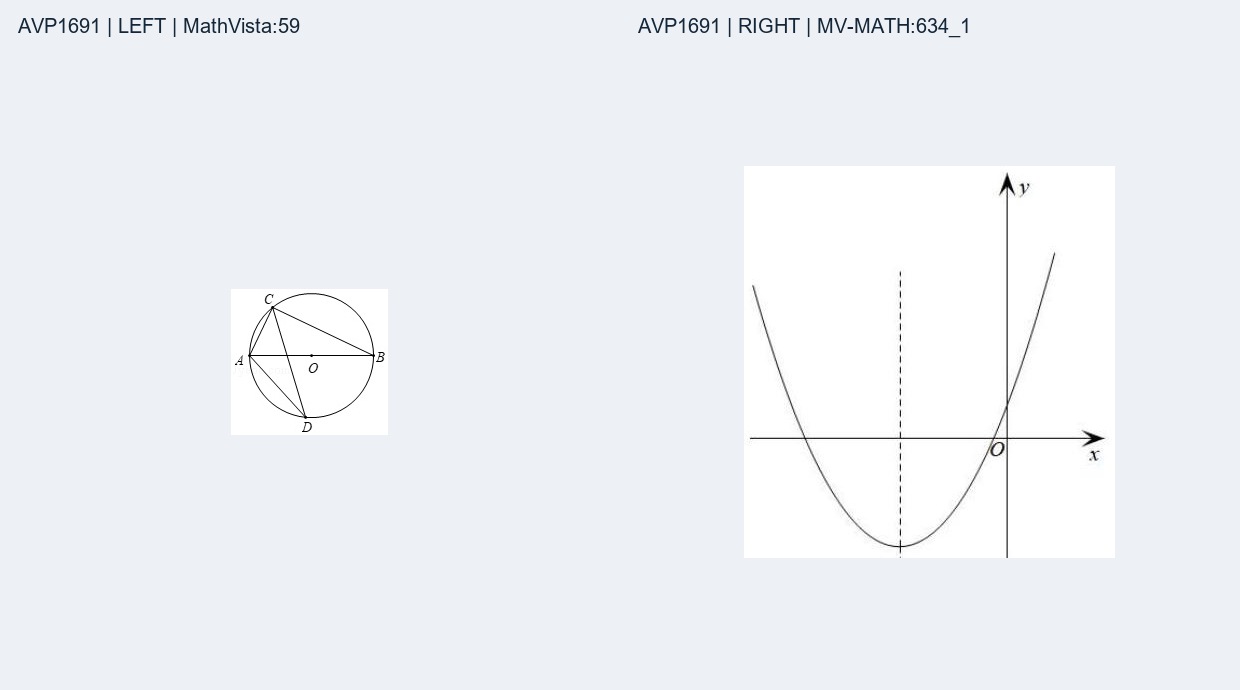 AVP1691 | LEFT | MathVista:59
AVP1691 | RIGHT | MV-MATH:634_1
C
A
B
O
D
y
O
x